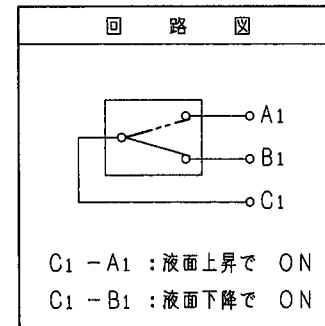 回路図
A1
B1
C1
C1 - A1 : 液面上昇で ON
C1 - B1 : 液面下降で ON